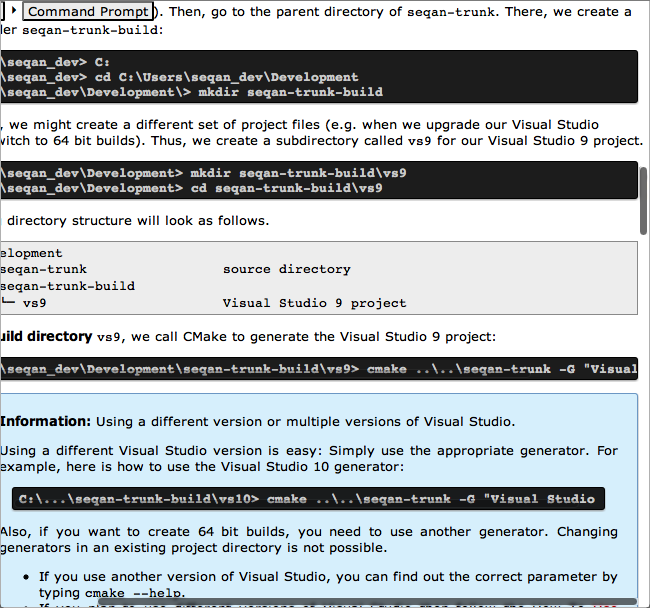 Command Prompt). Then, go to the parent directory of seqan-trunk. There, we create a
der seqan-trunk-build:
\seqan_dev> C:
\seqan_dev> cd C:\Users\seqan_dev\Development
\seqan_dev\Development\> mkdir seqan-trunk-build
, we might create a different set of project files (e.g. when we upgrade our Visual Studio
witch to 64 bit builds). Thus, we create a subdirectory called vs9 for our Visual Studio 9 project.
\seqan_dev\Development> mkdir seqan-trunk-build\vs9
\seqan_dev\Development> cd seqan-trunk-build\vs9
directory structure will look as follows.
elopment
seqan-trunk source directory
seqan-trunk-build
└─ vs9 Visual Studio 9 project
uild directory vs9, we call CMake to generate the Visual Studio 9 project:
\seqan_dev\Development\seqan-trunk-build\vs9> cmake ..\..\seqan-trunk -G "Visual
Information: Using a different version or multiple versions of Visual Studio.
Using a different Visual Studio version is easy: Simply use the appropriate generator. For
example, here is how to use the Visual Studio 10 generator:
C:\...\seqan-trunk-build\vs10> cmake ..\..\seqan-trunk -G "Visual Studio
Also, if you want to create 64 bit builds, you need to use another generator. Changing
generators in an existing project directory is not possible.
• If you use another version of Visual Studio, you can find out the correct parameter by
typing cmake --help.